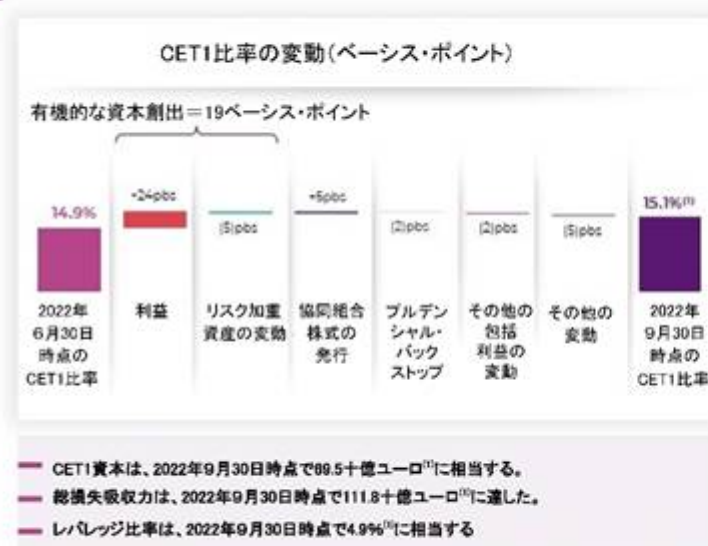 CET1比率の変動(ベーシス・ポイント)
有機的な資本創出=19ベーシス・ポイント
14.9%
+24pbs
(5)pbs
+5pbs
(2)pbs
(2)pbs
(5)pbs
15.1%⁽¹⁾
2022年
6月30日
時点の
CET1比率
利益
リスク加重
資産の変動
協同組合
株式の
発行
プルデン
シャル・
バック
ストップ
その他の
包括
利益の
変動
その他の
変動
2022年
9月30日
時点の
CET1比率
CET1資本は、2022年9月30日時点で69.5十億ユーロ⁽¹⁾に相当する。
総損失吸収力は、2022年9月30日時点で111.8十億ユーロ⁽¹⁾に達した。
レバレッジ比率は、2022年9月30日時点で4.9%⁽¹⁾に相当する